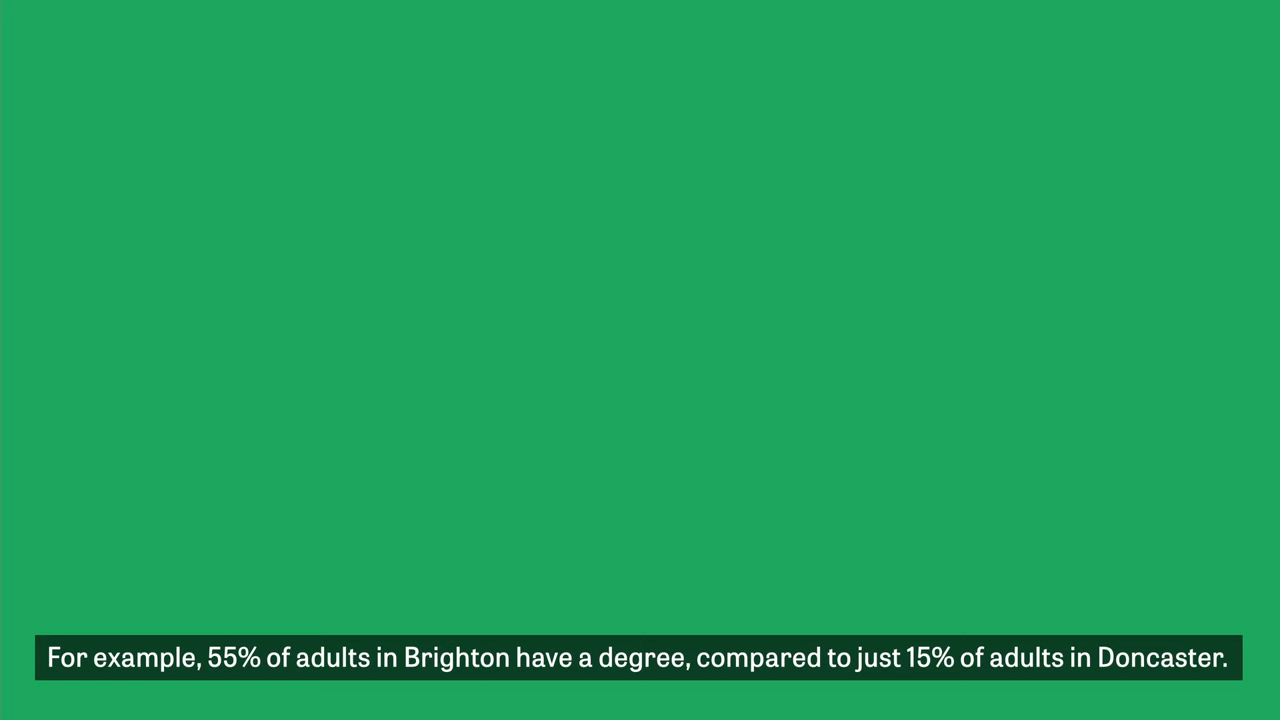 For example, 55% of adults in Brighton have a degree, compared to just 15% of adults in Doncaster.